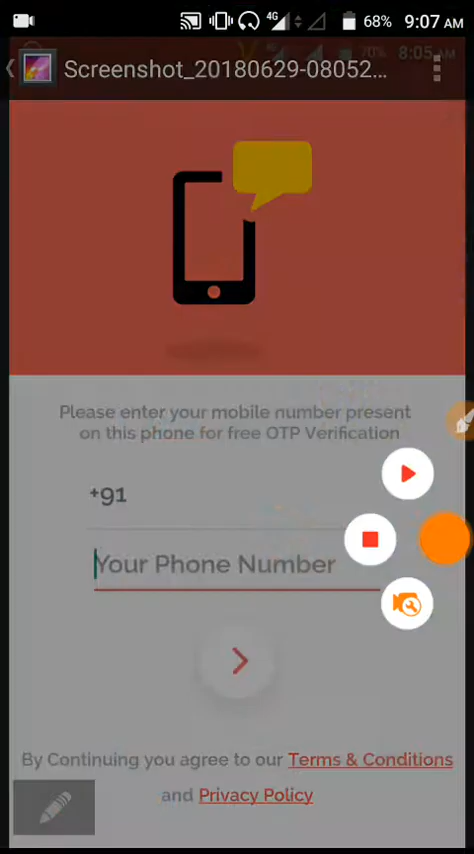 4G 68% 9:07 AM
70% 8:05 AM
Screenshot_20180629-08052...
Please enter your mobile number present
on this phone for free OTP Verification
+91
Your Phone Number
By Continuing you agree to our Terms & Conditions
and Privacy Policy